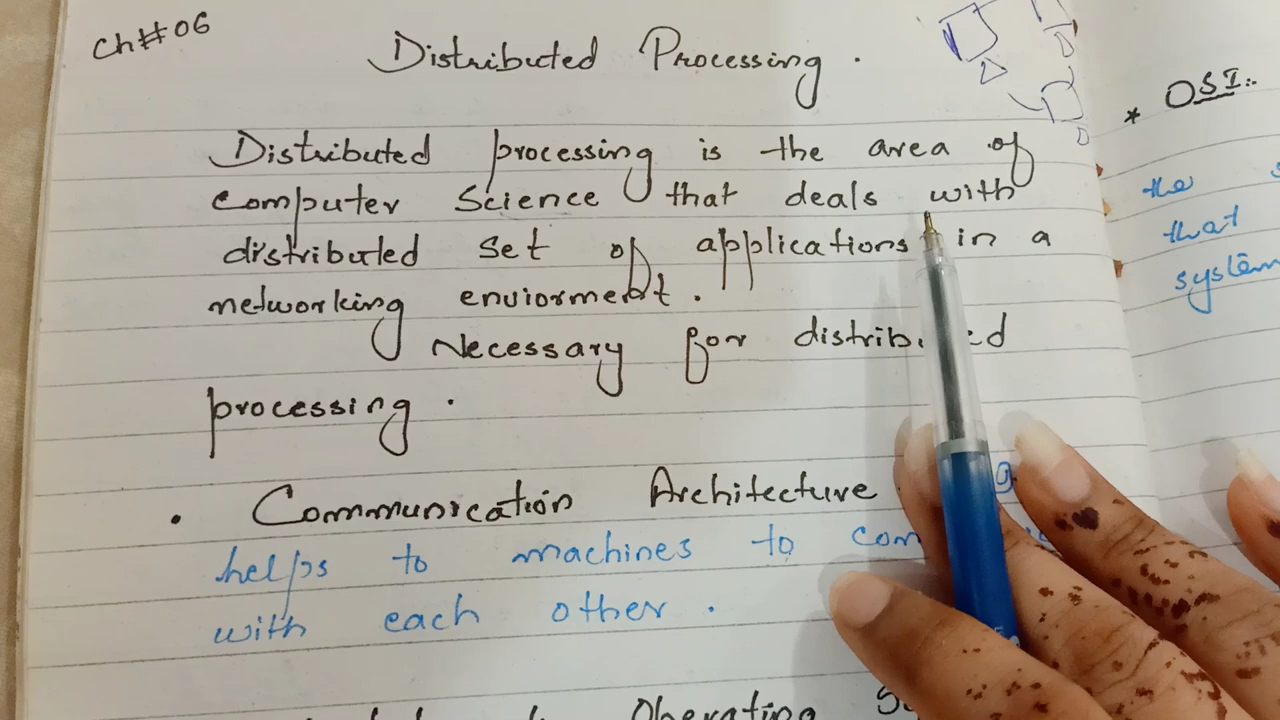 Ch#06
Distributed Processing.
Distributed processing is the area of
computer Science that deals with
distributed set of applications in a
networking enviorment.
Necessary for
processing.
• Communication Architecture
helps to machines to
with each other.
Operating
* OSI:-
the
that
system